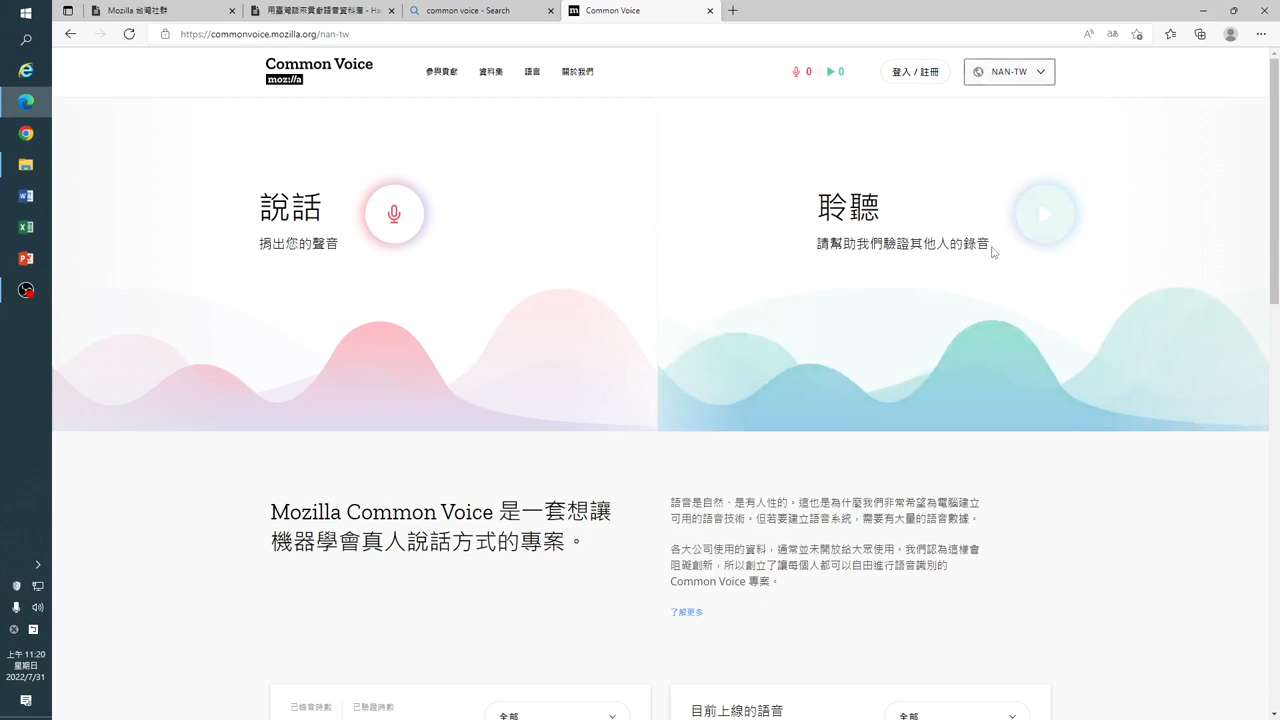 Mozilla 台灣社群
用臺灣話來貢獻語音資料庫 - Ha
common voice - Search
Common Voice
https://commonvoice.mozilla.org/nan-tw
Common Voice
moz://a
參與貢獻
資料集
語言
關於我們
0
0
登入 / 註冊
NAN-TW
說話
捐出您的聲音
聆聽
請幫助我們驗證其他人的錄音
Mozilla Common Voice 是一套想讓
機器學會真人說話方式的專案。
語音是自然、是有人性的。這也是為什麼我們非常希望為電腦建立
可用的語音技術。但若要建立語音系統，需要有大量的語音數據。
各大公司使用的資料，通常並未開放給大眾使用。我們認為這樣會
阻礙創新，所以創立了讓每個人都可以自由進行語音識別的
Common Voice 專案。
了解更多
已錄音時數
已驗證時數
全部
目前上線的語音
全部
上午 11:20
星期日
2022/7/31